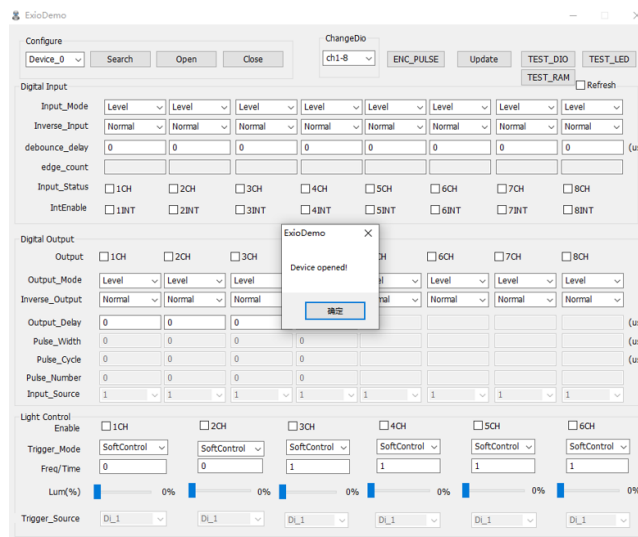 ExioDemo
Configure
ChangeDio
Device_0 Search Open Close ch1-8 ENC_PULSE Update TEST_DIO TEST_LED
TEST_RAM
Digital Input Refresh
Input_Mode Level Level Level Level Level Level Level Level
Inverse_Input Normal Normal Normal Normal Normal Normal Normal Normal
debounce_delay 0 0 0 0 0 0 0 0
edge_count
Input_Status 1CH 2CH 3CH 4CH 5CH 6CH 7CH 8CH
IntEnable 1INT 2INT 3INT 4INT 5INT 6INT 7INT 8INT
ExioDemo
Device opened!
确定
Digital Output
Output 1CH 2CH 3CH 6CH 7CH 8CH
Output_Mode Level Level Level Level Level Level
Inverse_Output Normal Normal Normal Normal Normal Normal
Output_Delay 0 0 0
Pulse_Width 0 0 0 0
Pulse_Cycle 0 0 0 0
Pulse_Number 0 0 0 0
Input_Source 1 1 1 1 1 1 1 1
Light Control
Enable 1CH 2CH 3CH 4CH 5CH 6CH
Trigger_Mode SoftControl SoftControl SoftControl SoftControl SoftControl SoftControl
Freq/Time 0 0 1 1 1 1
Lum(%) 0% 0% 0% 0% 0% 0%
Trigger_Source Di_1 Di_1 Di_1 Di_1 Di_1 Di_1